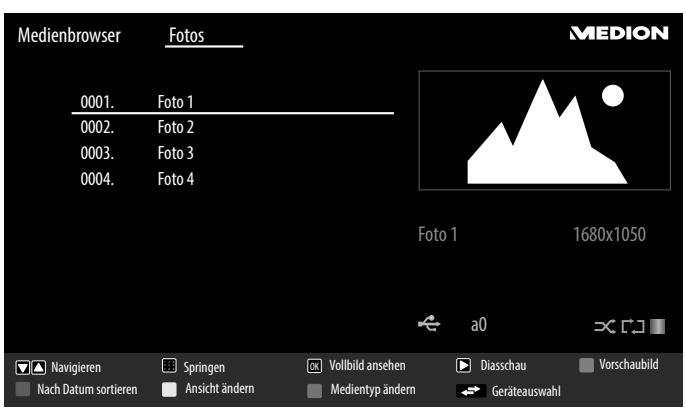 Medienbrowser Fotos MEDION
0001. Foto 1
0002. Foto 2
0003. Foto 3
0004. Foto 4
Foto 1 1680x1050
a0
Navigieren Springen OK Vollbild ansehen Diaschau Vorschaubild
Nach Datum sortieren Ansicht ändern Medientyp ändern Geräteauswahl